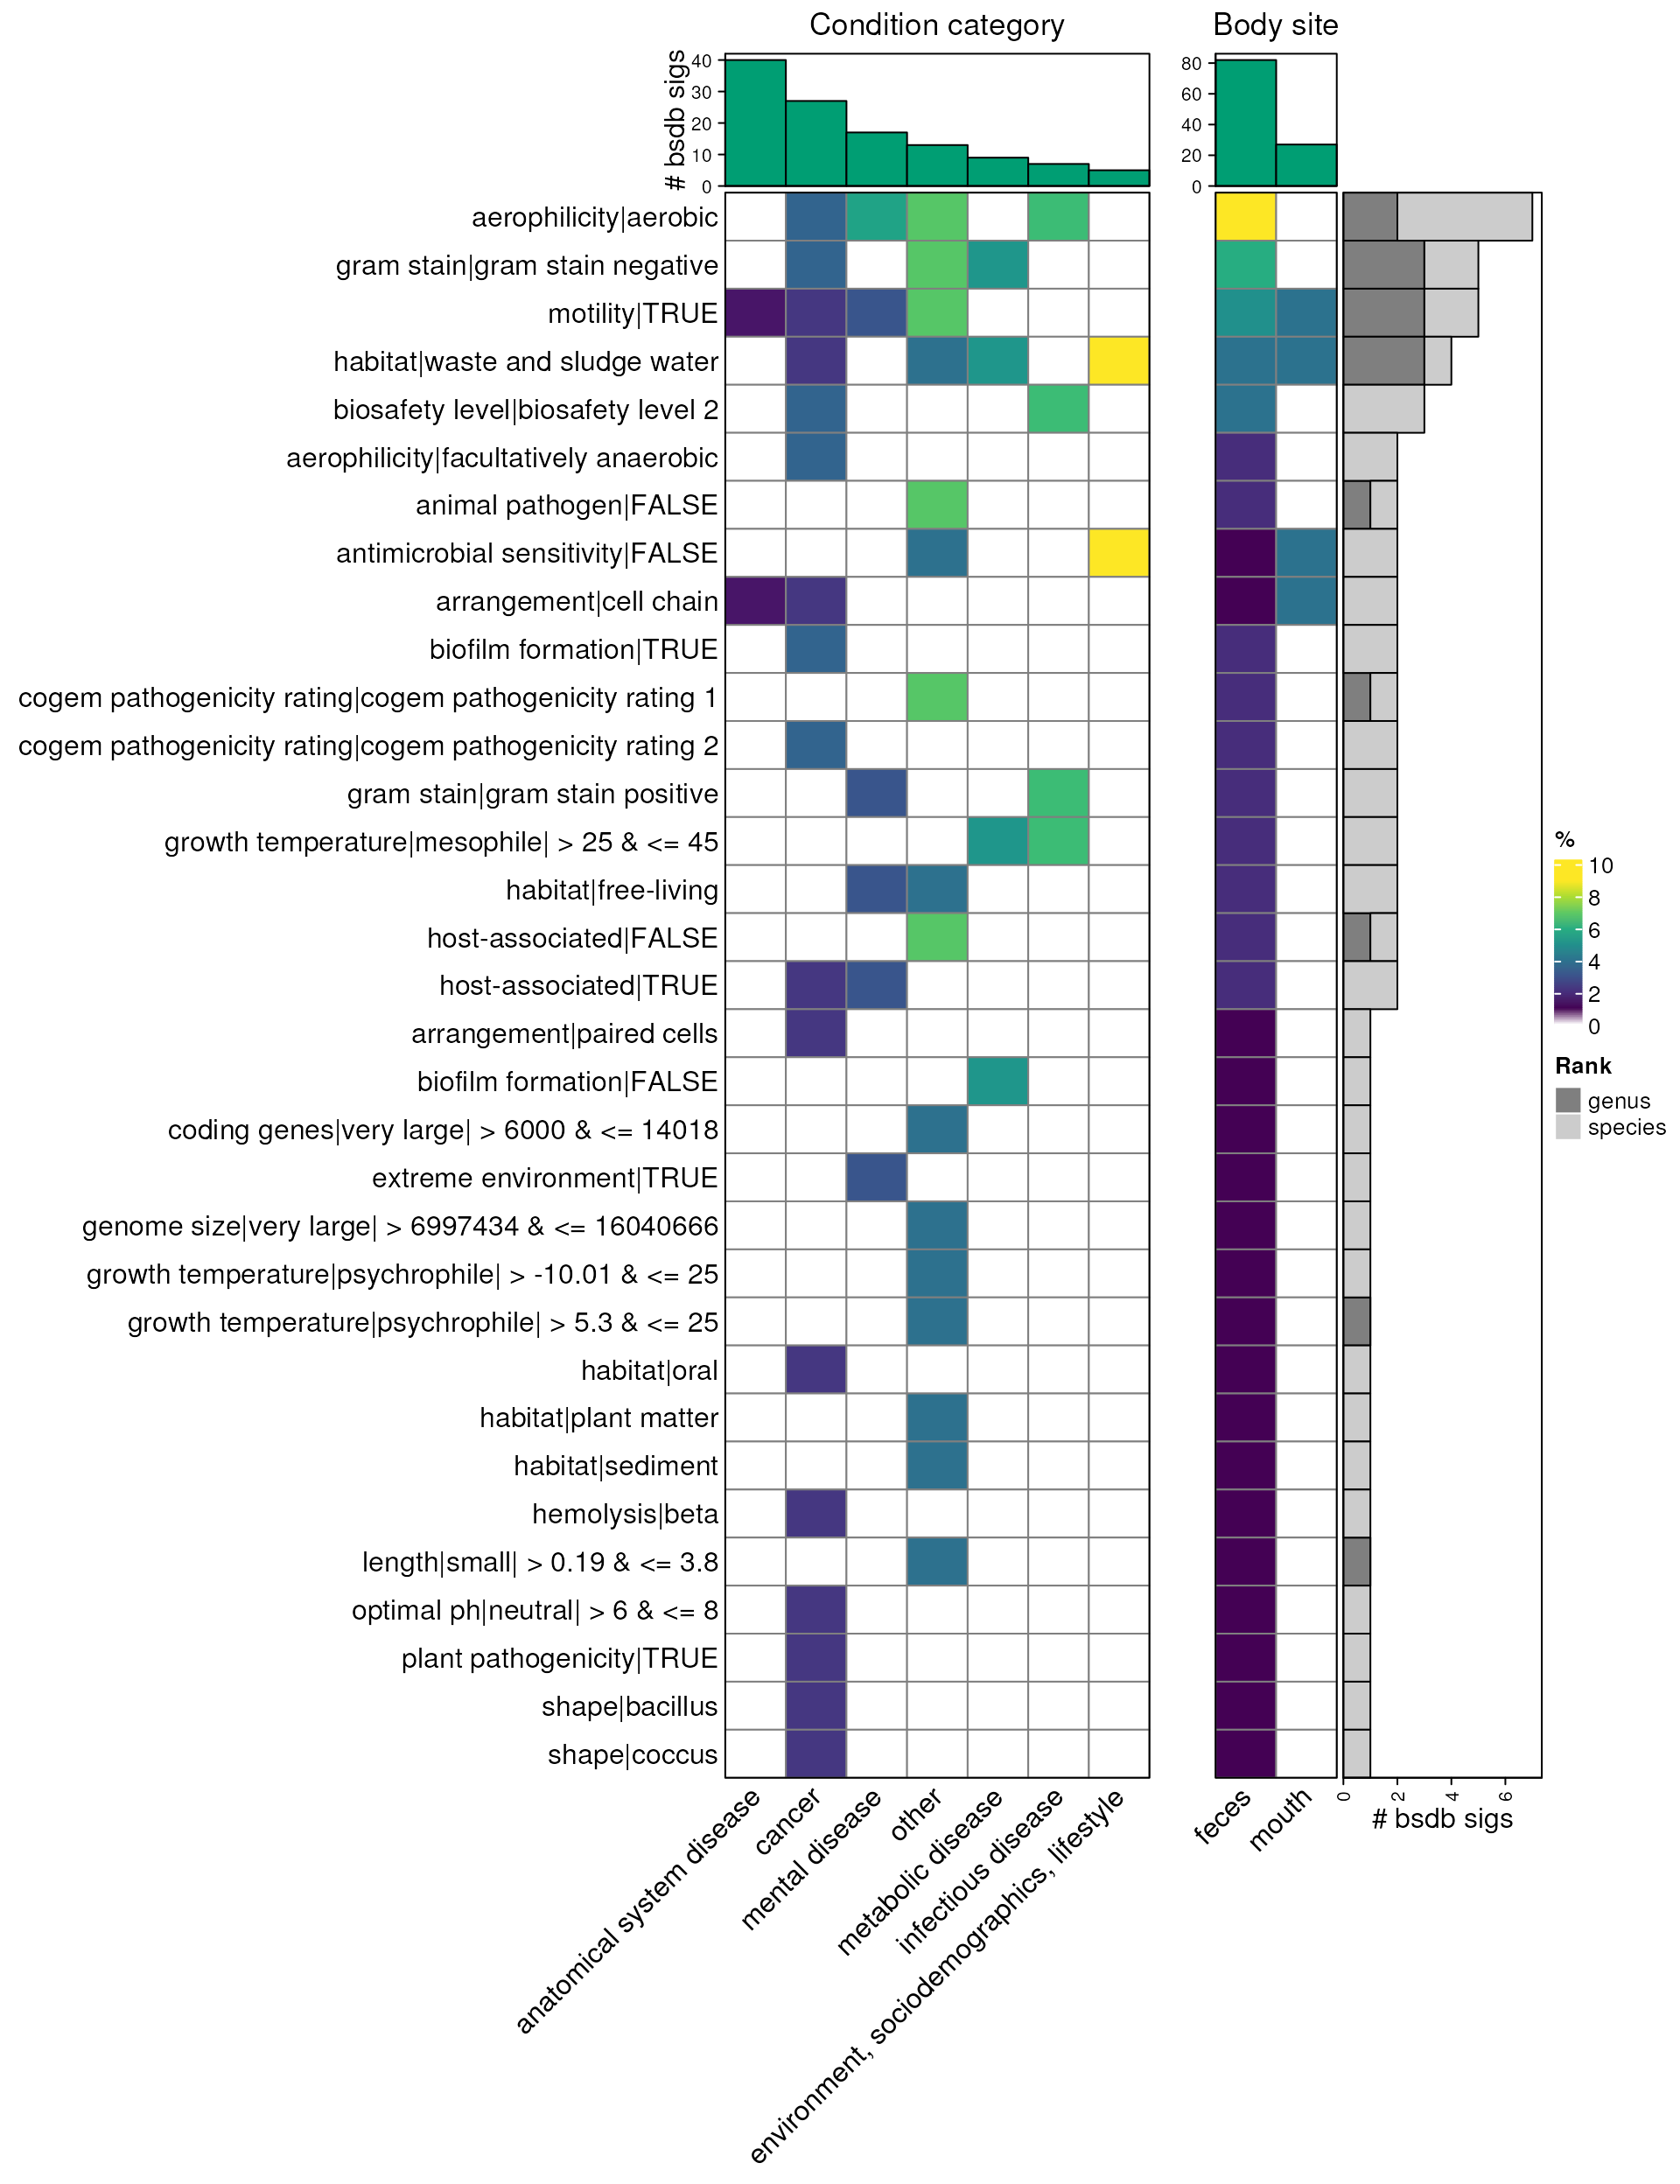 Condition category
Body site
# bsdb sigs
40
30
20
10
0
80
60
40
20
0
aerophilicity|aerobic
gram stain|gram stain negative
motility|TRUE
habitat|waste and sludge water
biosafety level|biosafety level 2
aerophilicity|facultatively anaerobic
animal pathogen|FALSE
antimicrobial sensitivity|FALSE
arrangement|cell chain
biofilm formation|TRUE
cogem pathogenicity rating|cogem pathogenicity rating 1
cogem pathogenicity rating|cogem pathogenicity rating 2
gram stain|gram stain positive
growth temperature|mesophile| > 25 & <= 45
habitat|free-living
host-associated|FALSE
host-associated|TRUE
arrangement|paired cells
biofilm formation|FALSE
coding genes|very large| > 6000 & <= 14018
extreme environment|TRUE
genome size|very large| > 6997434 & <= 16040666
growth temperature|psychrophile| > -10.01 & <= 25
growth temperature|psychrophile| > 5.3 & <= 25
habitat|oral
habitat|plant matter
habitat|sediment
hemolysis|beta
length|small| > 0.19 & <= 3.8
optimal ph|neutral| > 6 & <= 8
plant pathogenicity|TRUE
shape|bacillus
shape|coccus
anatomical system disease
cancer
mental disease
other
metabolic disease
infectious disease
environment, sociodemographics, lifestyle
feces
mouth
0
2
4
6
# bsdb sigs
%
10
8
6
4
2
0
Rank
genus
species